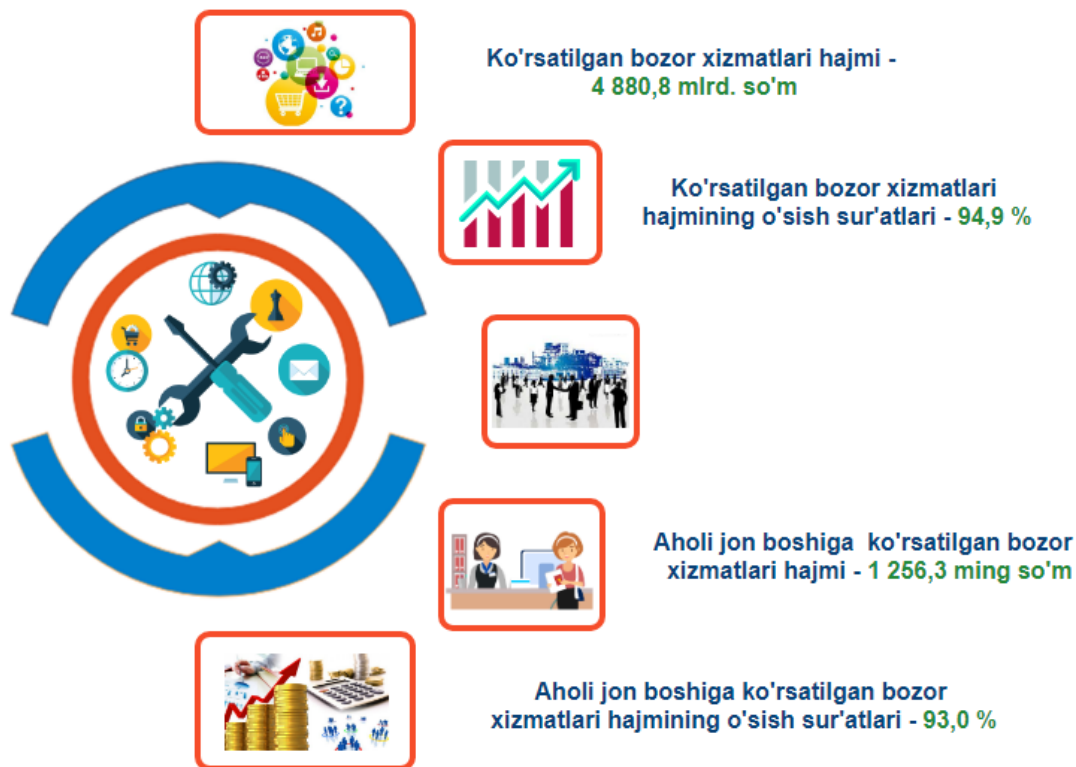 Ko'rsatilgan bozor xizmatlari hajmi -
4 880,8 mlrd. so'm
Ko'rsatilgan bozor xizmatlari
hajmining o'sish sur'atlari - 94,9 %
Aholi jon boshiga ko'rsatilgan bozor
xizmatlari hajmi - 1 256,3 ming so'm
Aholi jon boshiga ko'rsatilgan bozor
xizmatlari hajmining o'sish sur'atlari - 93,0 %